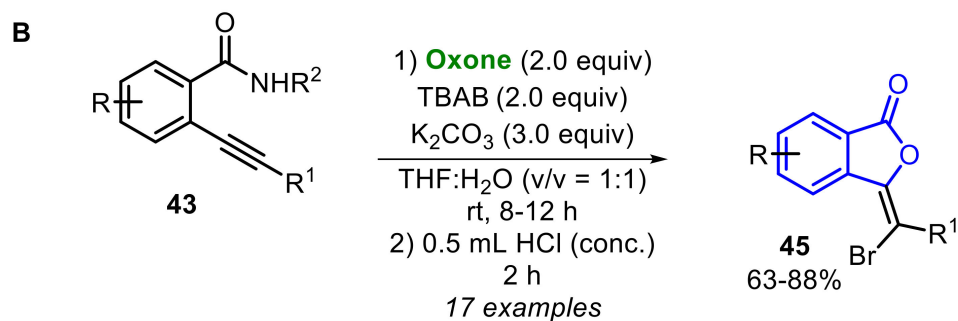 B
O
NHR²
R
R¹
43
1) Oxone (2.0 equiv)
TBAB (2.0 equiv)
K₂CO₃ (3.0 equiv)
THF:H₂O (v/v = 1:1)
rt, 8-12 h
2) 0.5 mL HCl (conc.)
2 h
17 examples
O
O
R
R¹
Br
45
63-88%